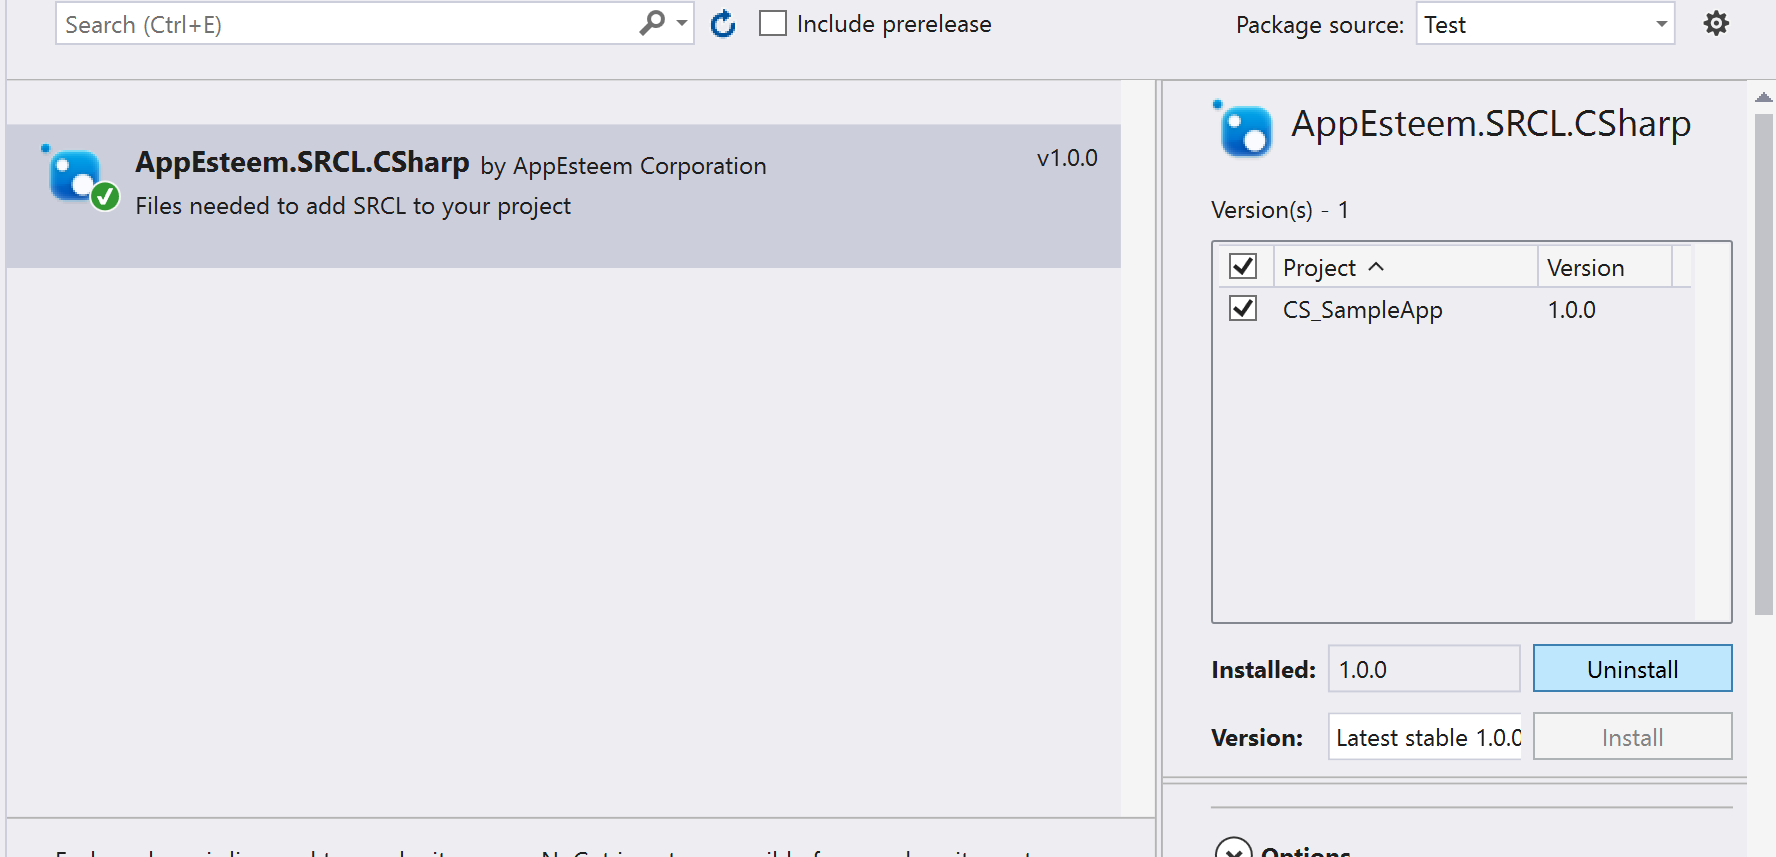 Search (Ctrl+E)
Include prerelease
Package source: Test
AppEsteem.SRCL.CSharp by AppEsteem Corporation
v1.0.0
Files needed to add SRCL to your project
AppEsteem.SRCL.CSharp
Version(s) - 1
Project Version
CS_SampleApp 1.0.0
Installed: 1.0.0 Uninstall
Version: Latest stable 1.0.0 Install
Options